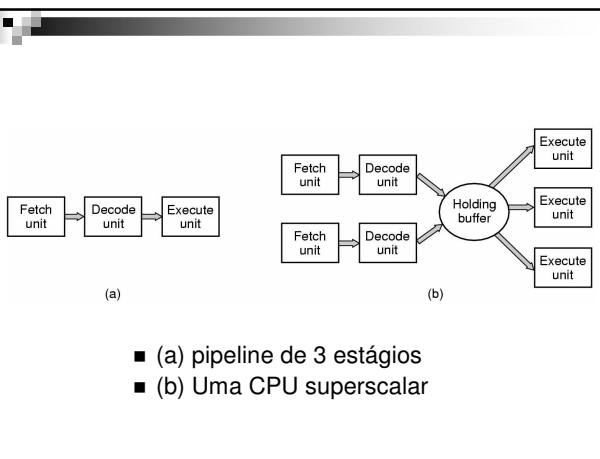 Fetch
unit
Decode
unit
Execute
unit
(a)
Fetch
unit
Decode
unit
Fetch
unit
Decode
unit
Holding
buffer
Execute
unit
Execute
unit
Execute
unit
(b)
(a) pipeline de 3 estágios
(b) Uma CPU superscalar